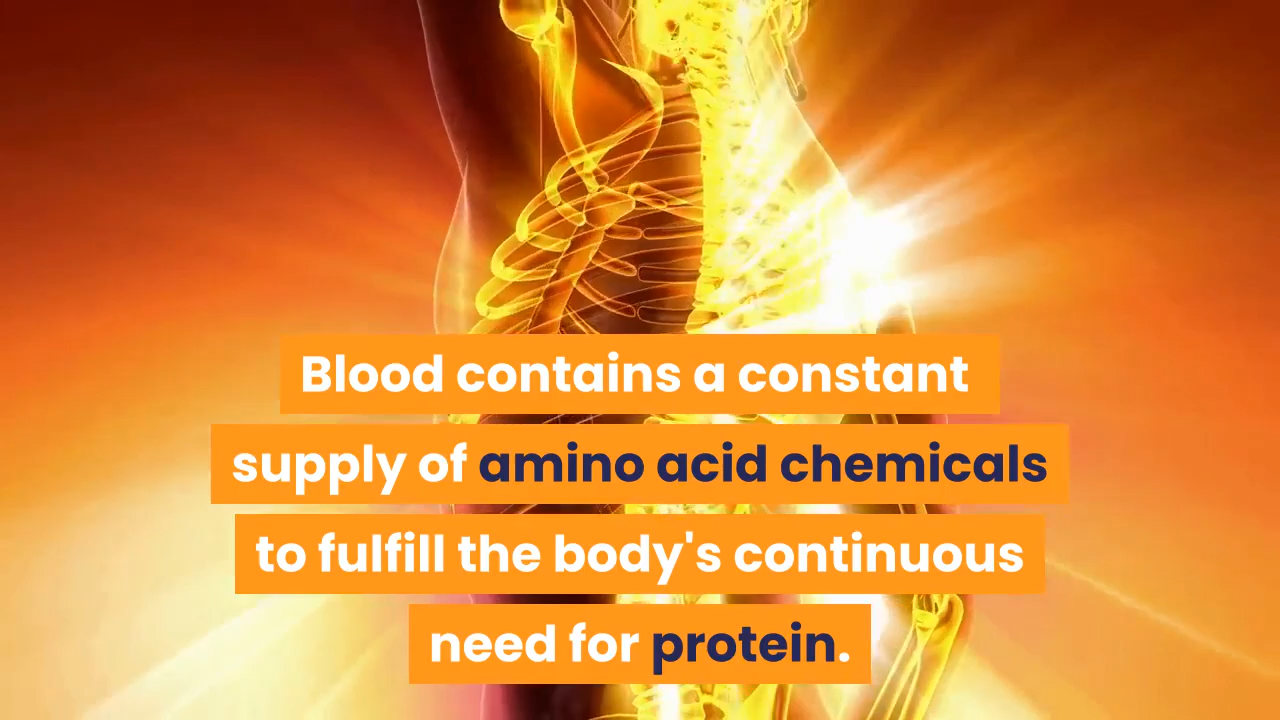 Blood contains a constant
supply of amino acid chemicals
to fulfill the body's continuous
need for protein.